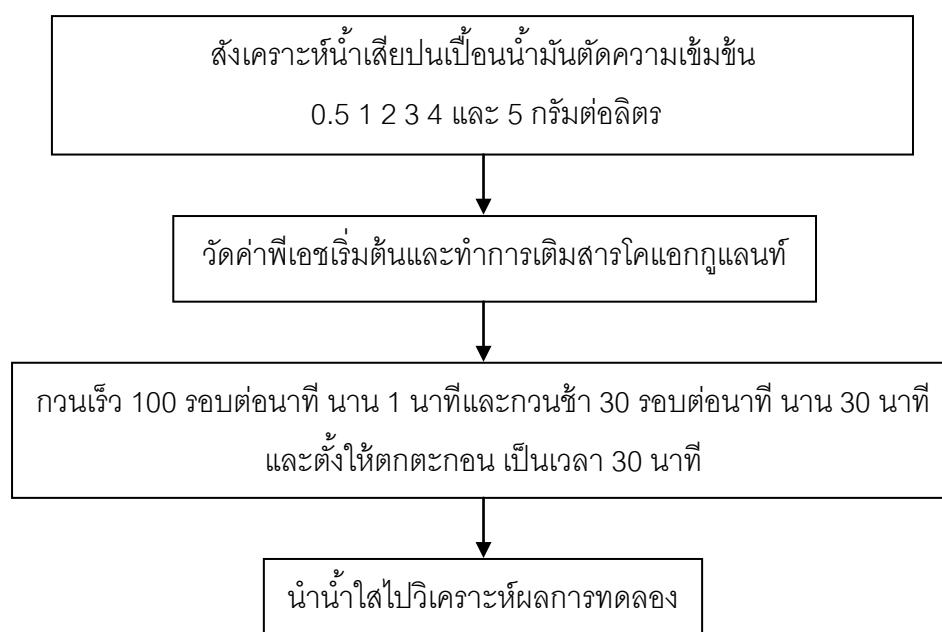 สังเคราะห์น้ำเสียปนเปื้อนน้ำมันตัดความเข้มข้น
0.5 1 2 3 4 และ 5 กรัมต่อลิตร
วัดค่าพีเอชเริ่มต้นและทำการเติมสารโคแอกกูแลนท์
กวนเร็ว 100 รอบต่อนาที นาน 1 นาทีและกวนช้า 30 รอบต่อนาที นาน 30 นาที
และตั้งให้ตกตะกอน เป็นเวลา 30 นาที
นำน้ำใสไปวิเคราะห์ผลการทดลอง